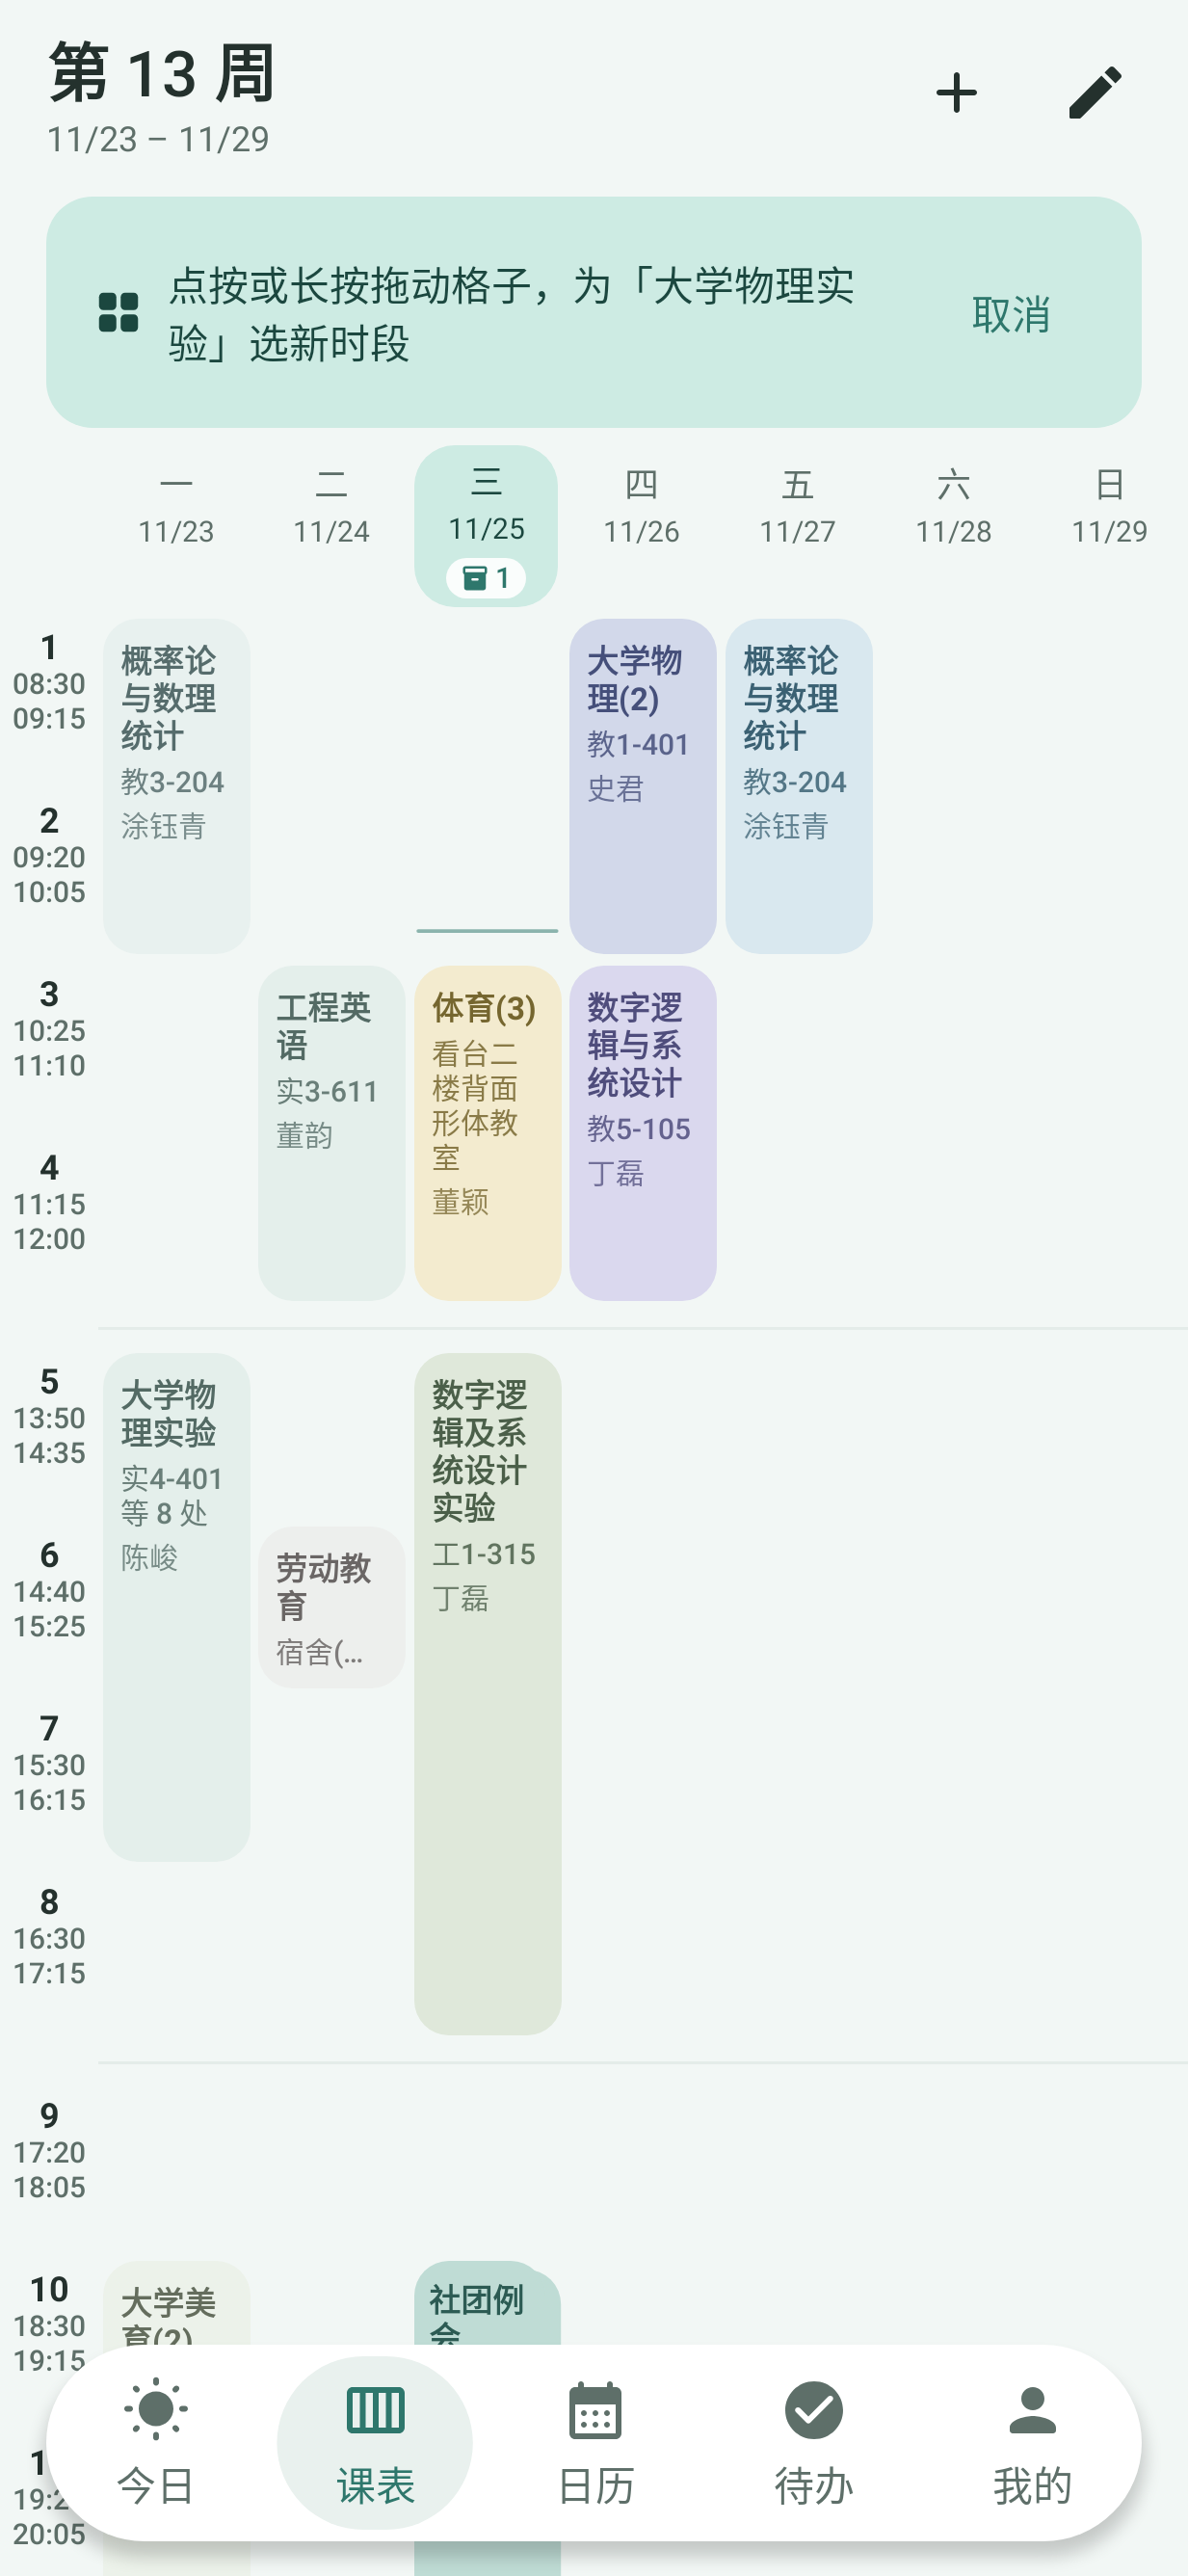 第 13 周
11/23 – 11/29
点按或长按拖动格子，为「大学物理实
验」选新时段
取消
一
11/23
二
11/24
三
11/25
1
四
11/26
五
11/27
六
11/28
日
11/29
1
08:30
09:15
概率论
与数理
统计
教3-204
涂钰青
大学物
理(2)
教1-401
史君
概率论
与数理
统计
教3-204
涂钰青
2
09:20
10:05
3
10:25
11:10
工程英
语
实3-611
董韵
体育(3)
看台二
楼背面
形体教
室
董颖
数字逻
辑与系
统设计
教5-105
丁磊
4
11:15
12:00
5
13:50
14:35
大学物
理实验
实4-401
等 8 处
陈峻
数字逻
辑及系
统设计
实验
工1-315
丁磊
6
14:40
15:25
劳动教
育
宿舍(...
7
15:30
16:15
8
16:30
17:15
9
17:20
18:05
10
18:30
19:15
大学美
育(2)
社团例
会
20:05
今日
课表
日历
待办
我的